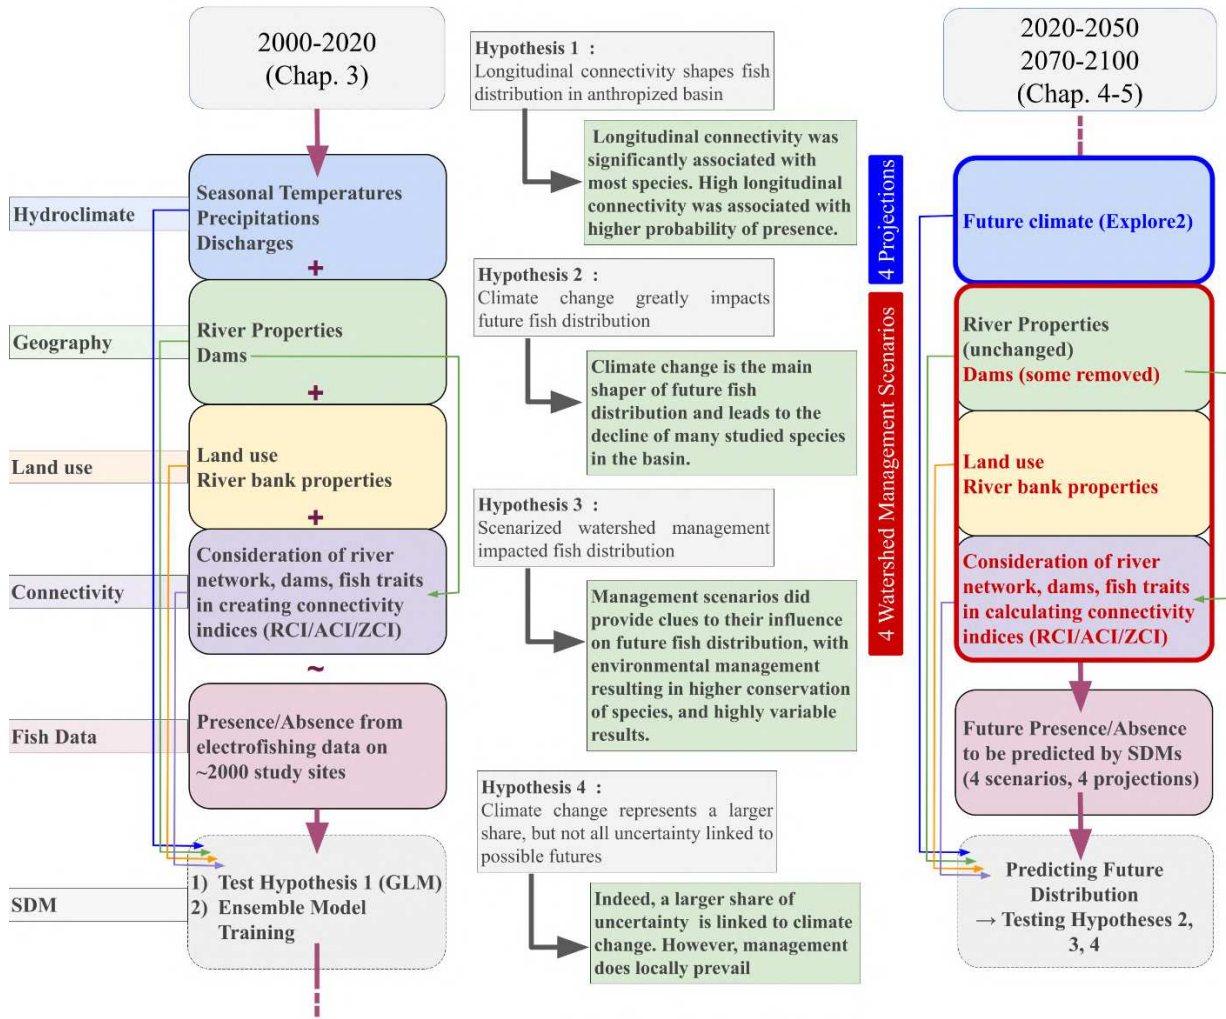 2000-2020
(Chap. 3)
Hydroclimate
Seasonal Temperatures
Precipitations
Discharges
+
Geography
River Properties
Dams
+
Land use
Land use
River bank properties
+
Connectivity
Consideration of river
network, dams, fish traits
in creating connectivity
indices (RCI/ACI/ZCI)
~
Fish Data
Presence/Absence from
electrofishing data on
~2000 study sites
SDM
1) Test Hypothesis 1 (GLM)
2) Ensemble Model
Training
Hypothesis 1 :
Longitudinal connectivity shapes fish
distribution in anthropized basin
Longitudinal connectivity was
significantly associated with
most species. High longitudinal
connectivity was associated with
higher probability of presence.
Hypothesis 2 :
Climate change greatly impacts
future fish distribution
Climate change is the main
shaper of future fish
distribution and leads to the
decline of many studied species
in the basin.
Hypothesis 3 :
Scenarized watershed management
impacted fish distribution
Management scenarios did
provide clues to their influence
on future fish distribution, with
environmental management
resulting in higher conservation
of species, and highly variable
results.
Hypothesis 4 :
Climate change represents a larger
share, but not all uncertainty linked to
possible futures
Indeed, a larger share of
uncertainty is linked to climate
change. However, management
does locally prevail
4 Projections
4 Watershed Management Scenarios
2020-2050
2070-2100
(Chap. 4-5)
Future climate (Explore2)
River Properties
(unchanged)
Dams (some removed)
Land use
River bank properties
Consideration of river
network, dams, fish traits
in calculating connectivity
indices (RCI/ACI/ZCI)
Future Presence/Absence
to be predicted by SDMs
(4 scenarios, 4 projections)
Predicting Future
Distribution
→ Testing Hypotheses 2,
3, 4